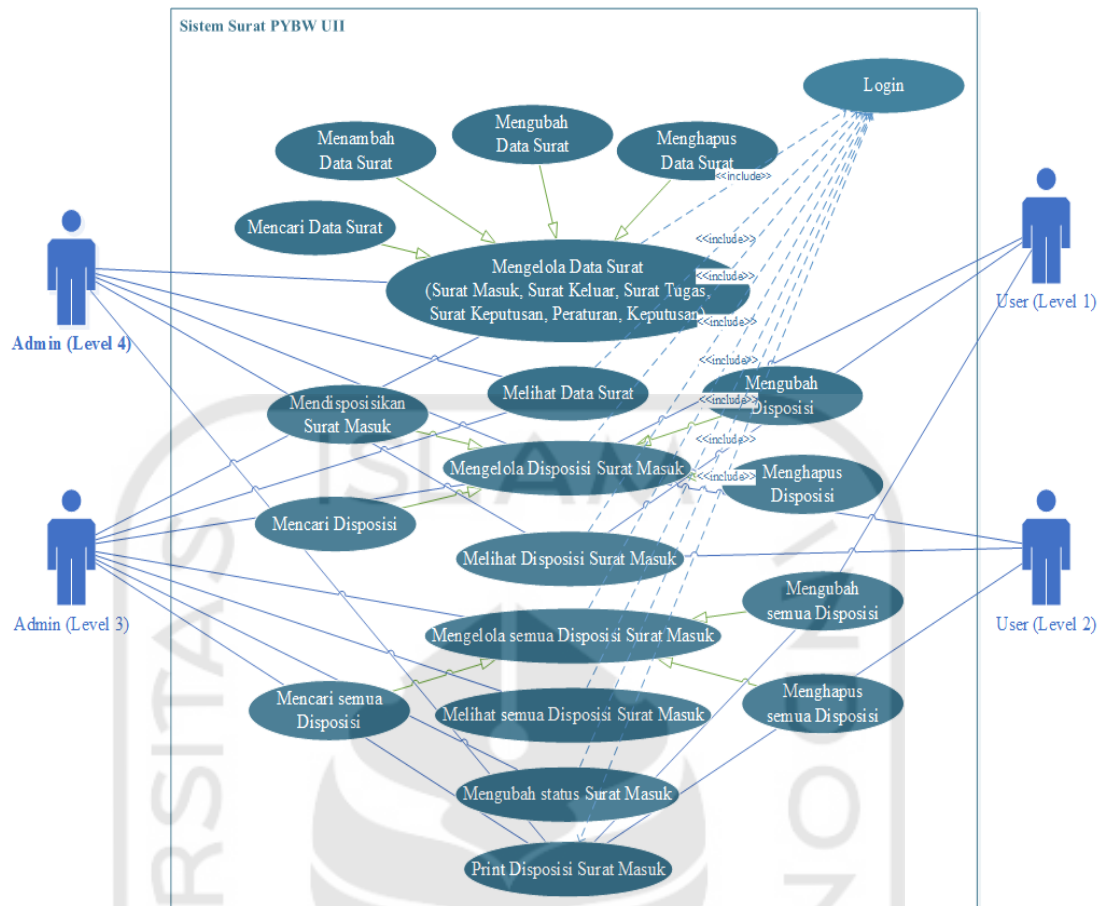 Sistem Surat PYBW UII
Login
Mengubah
Data Surat
Menambah
Data Surat
Menghapus
Data Surat
<<include>>
Mencari Data Surat
<<include>>
Mengelola Data Surat
(Surat Masuk, Surat Keluar, Surat Tugas,
Surat Keputusan, Peraturan, Keputusan)
<<include>>
<<include>>
User (Level 1)
Admin (Level 4)
<<include>>
Melihat Data Surat
Mengubah
Disposisi
<<include>>
Mendisposisikan
Surat Masuk
<<include>>
Mengelola Disposisi Surat Masuk
<<include>>
Menghapus
Disposisi
Mencari Disposisi
Melihat Disposisi Surat Masuk
Mengubah
semua Disposisi
Admin (Level 3)
User (Level 2)
Mengelola semua Disposisi Surat Masuk
Mencari semua
Disposisi
Melihat semua Disposisi Surat Masuk
Menghapus
semua Disposisi
Mengubah status Surat Masuk
Print Disposisi Surat Masuk
ISLAM
RSITAS